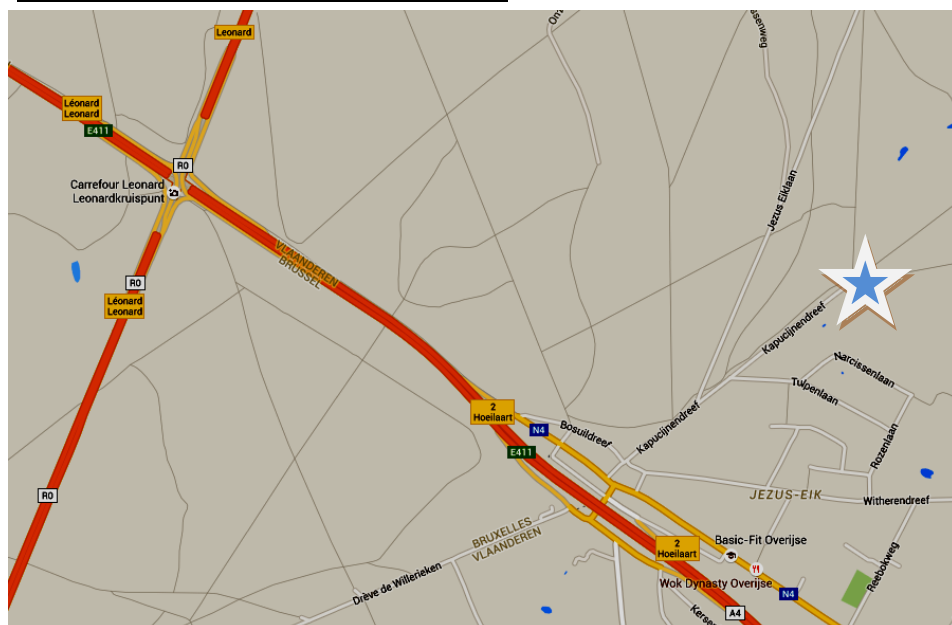 Leonard
Léonard
Leonard
E411
R0
Carrefour Leonard
Leonardkruispunt
Jezus Eiklaan
VLAANDEREN
BRUSSEL
R0
Léonard
Leonard
Kapucijnendreef
Narcissenlaan
Tulpenlaan
2
Hoeilaart
N4
Bosuildreef
Kapucijnendreef
Rozenlaan
E411
R0
JEZUS-EIK
Witherendreef
BRUXELLES
VLAANDEREN
2
Hoeilaart
Basic-Fit Overijse
Reebokweg
Drève de Willerieken
Wok Dynasty Overijse
N4
A4